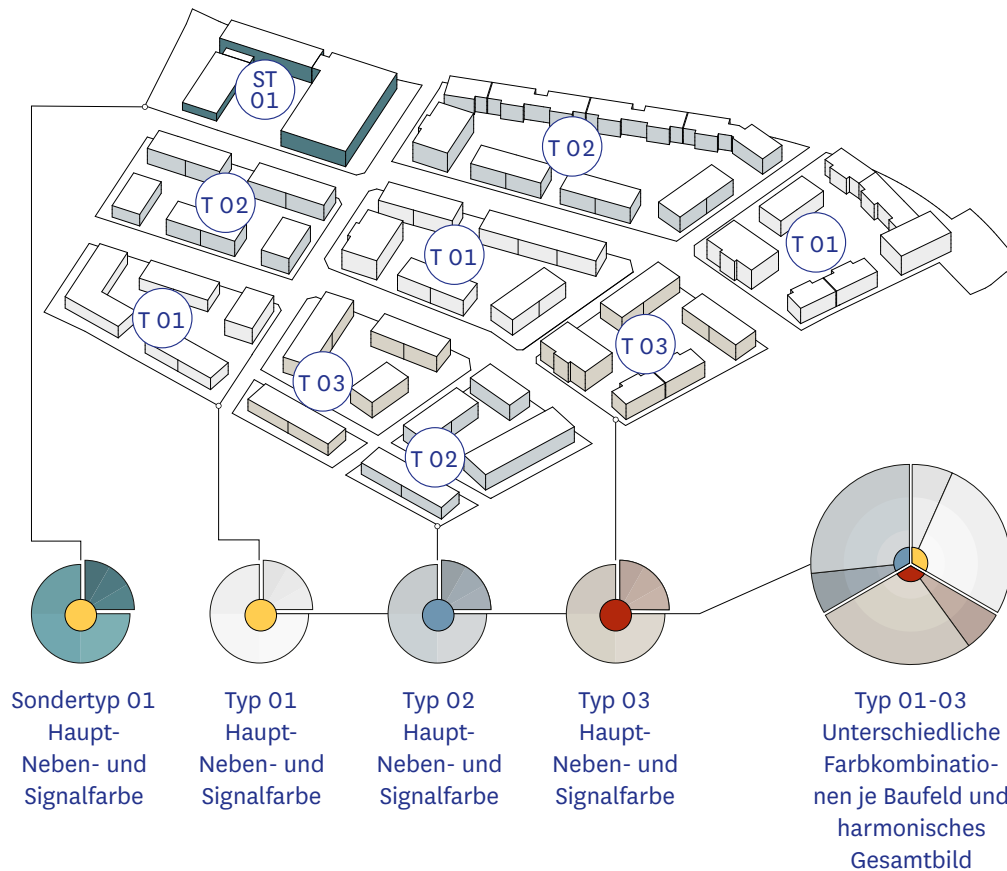 ST
01
T 02
T 02
T 01
T 01
T 01
T 03
T 03
T 02
Sondertyp 01
Haupt-
Neben- und
Signalfarbe
Typ 01
Haupt-
Neben- und
Signalfarbe
Typ 02
Haupt-
Neben- und
Signalfarbe
Typ 03
Haupt-
Neben- und
Signalfarbe
Typ 01-03
Unterschiedliche
Farbkombinatio-
nen je Baufeld und
harmonisches
Gesamtbild